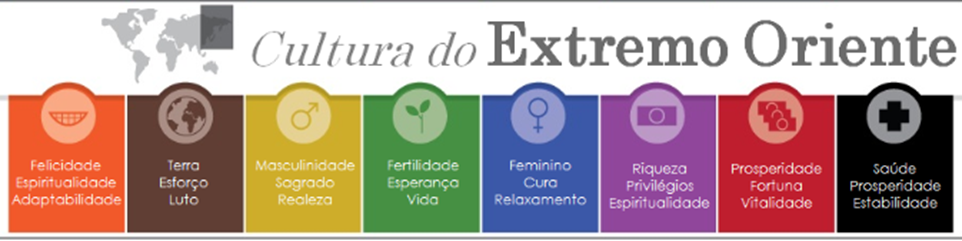 Cultura do Extremo Oriente
Felicidade
Espiritualidade
Adaptabilidade
Terra
Esforço
Luto
Masculinidade
Sagrado
Realeza
Fertilidade
Esperança
Vida
Feminino
Cura
Relaxamento
Riqueza
Privilégios
Espiritualidade
Prosperidade
Fortuna
Vitalidade
Saúde
Prosperidade
Estabilidade